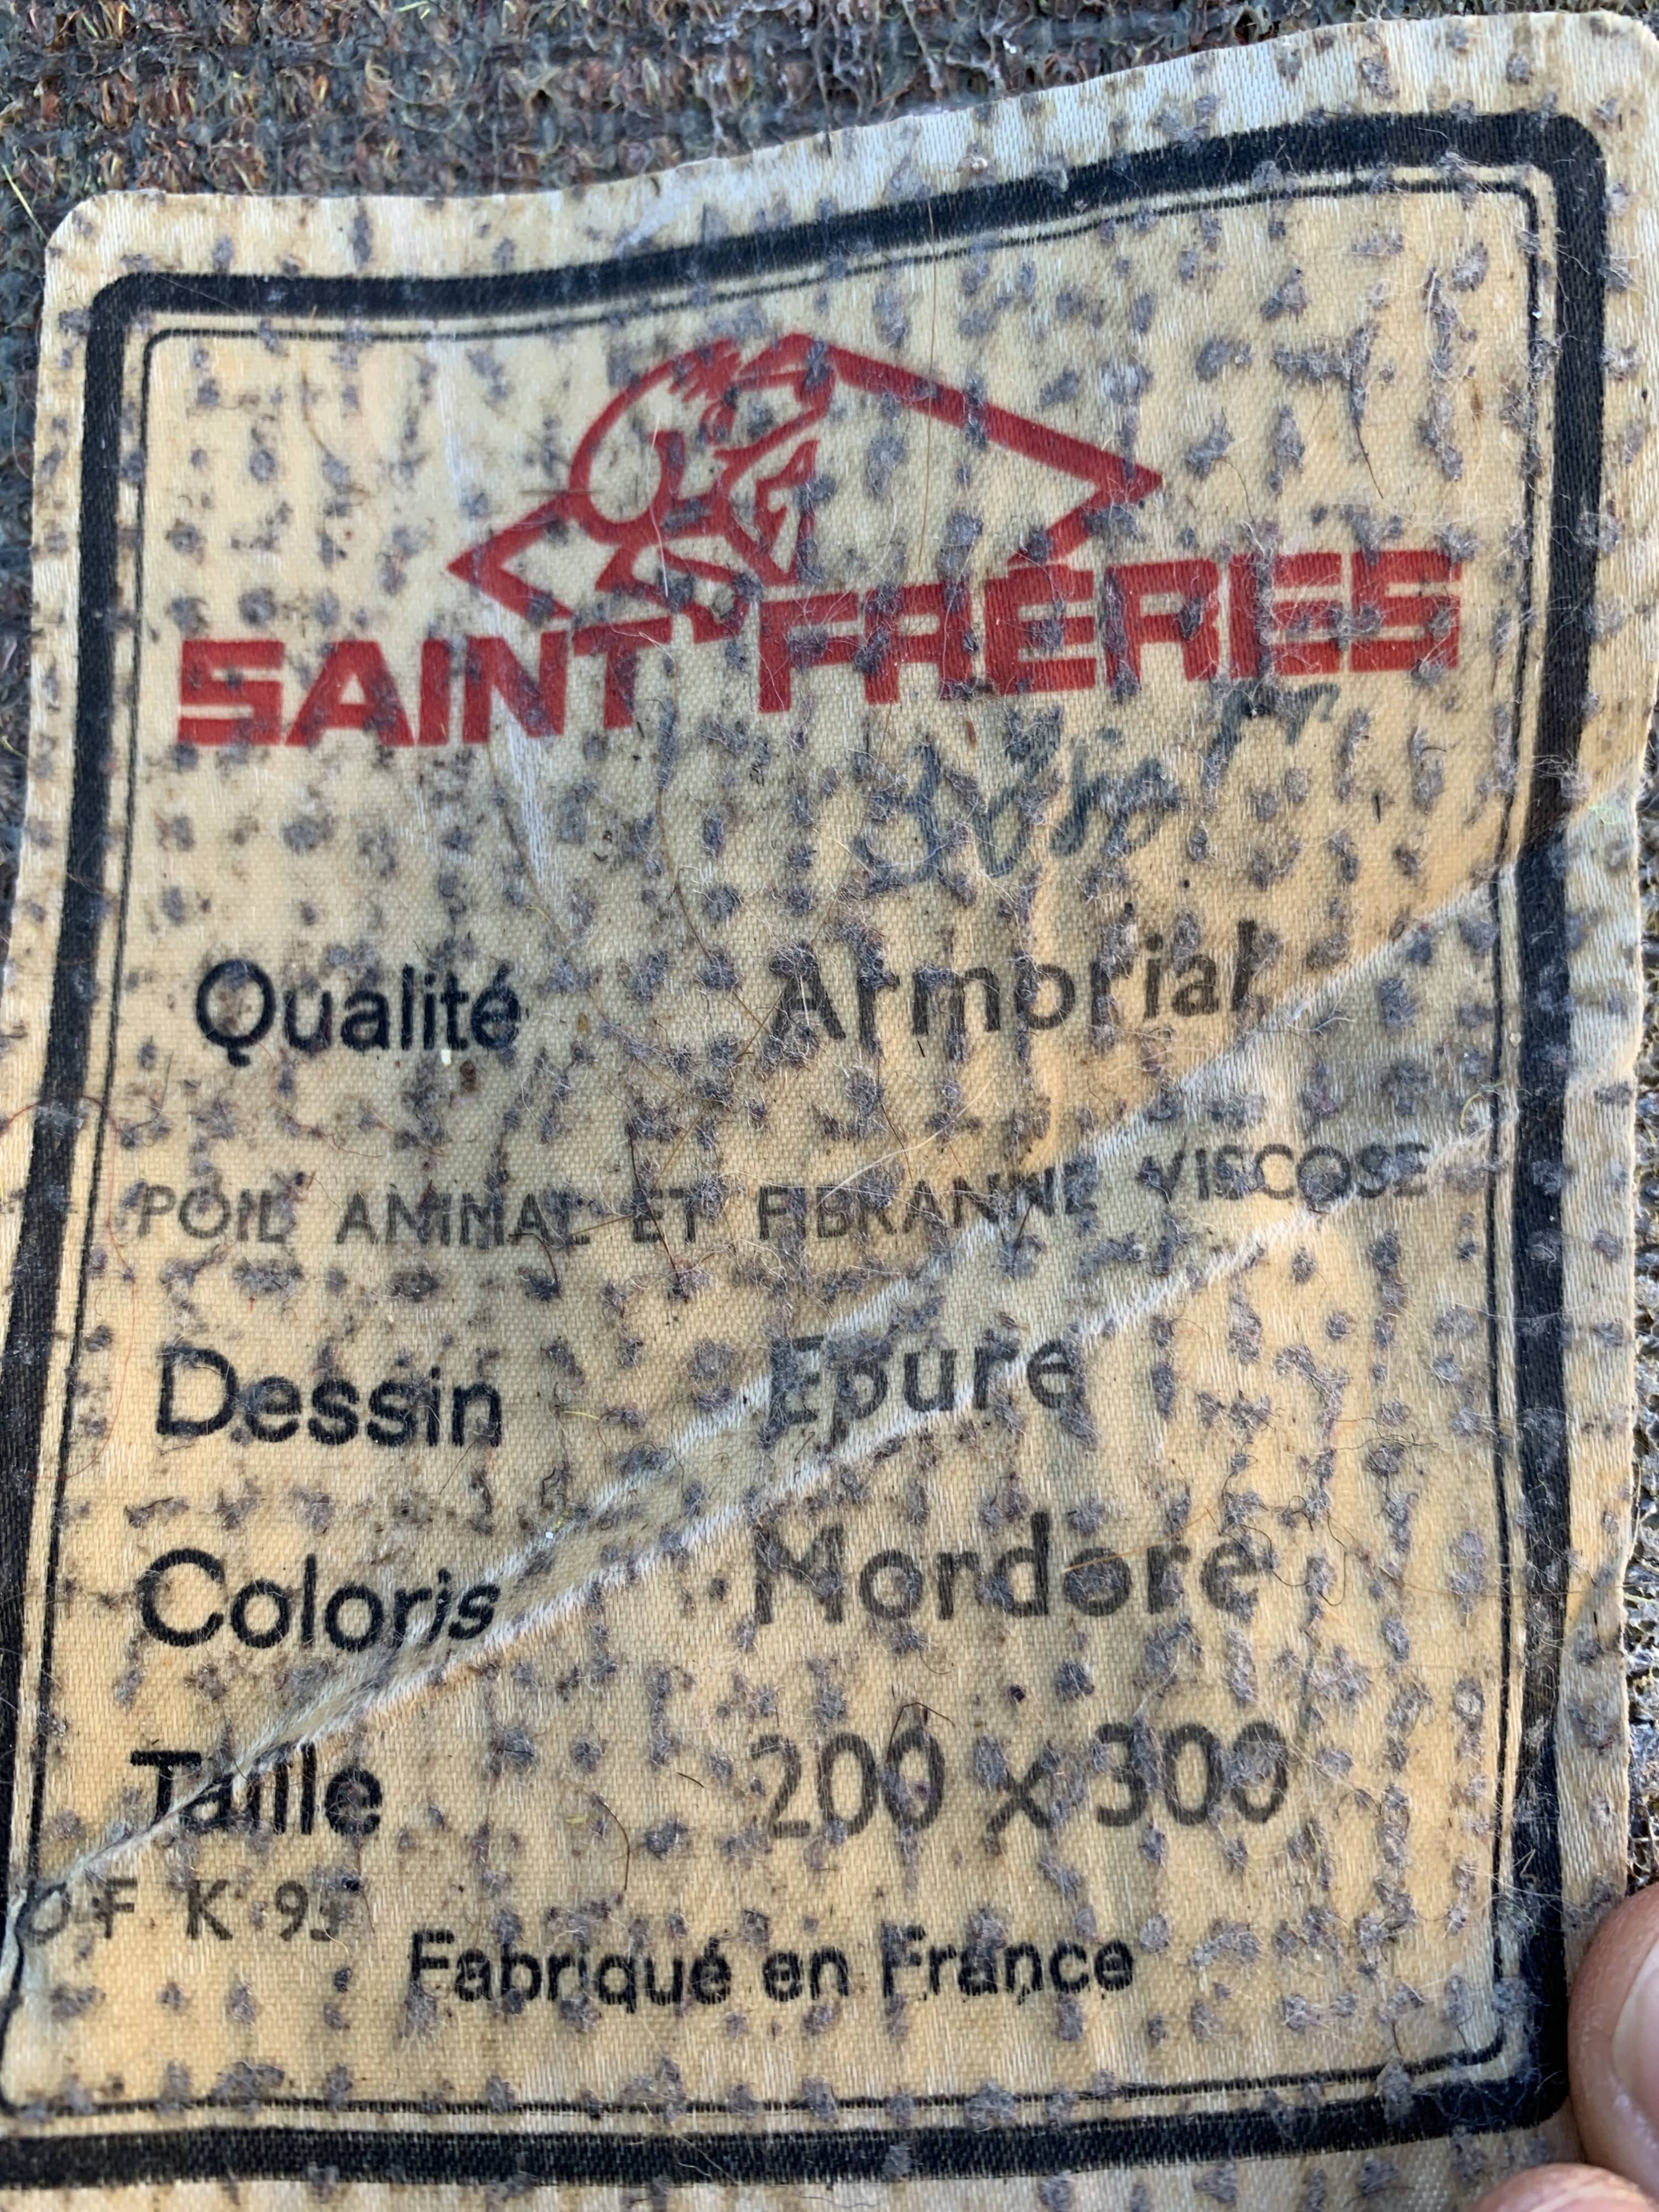 SAINT FRÈRES
Qualité Armorial
POIL ANIMAL ET FIBRANNE VISCOSE
Dessin Epure
Coloris Mordoré
Taille 200 x 300
F K
Fabriqué en France